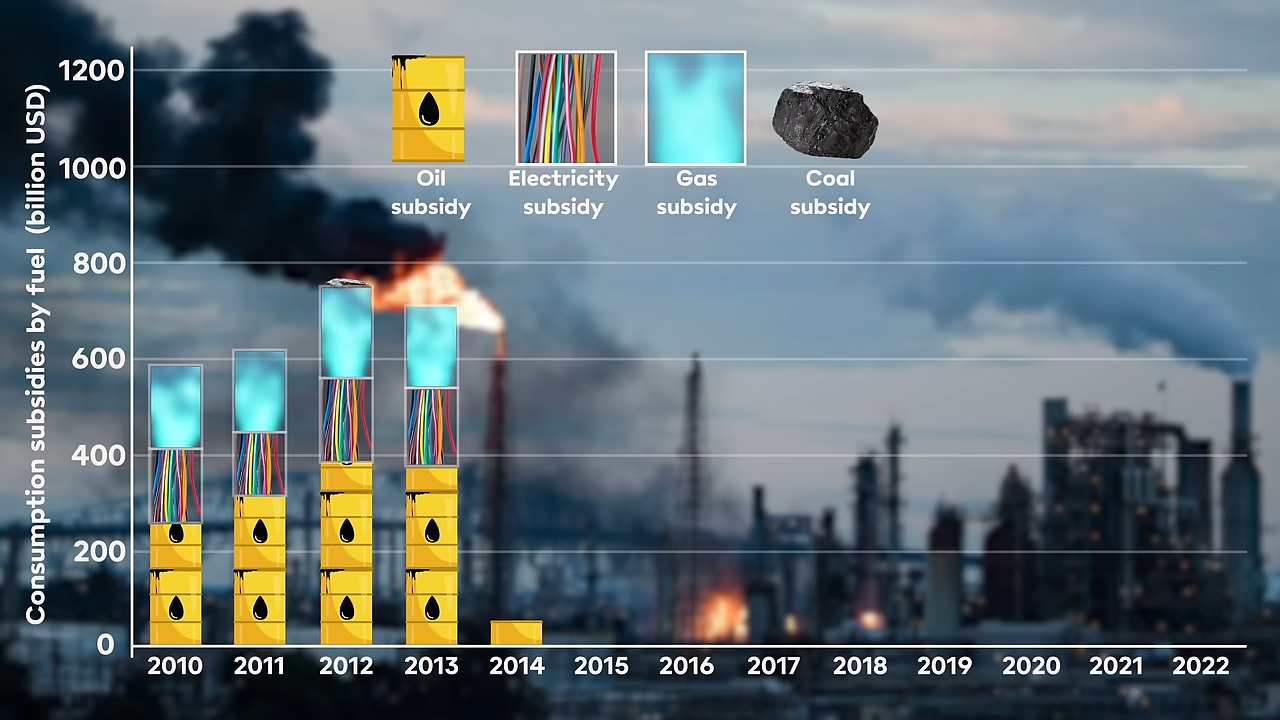 Consumption subsidies by fuel (billion USD)
1200
1000
800
600
400
200
0
Oil
subsidy
Electricity
subsidy
Gas
subsidy
Coal
subsidy
2010 2011 2012 2013 2014 2015 2016 2017 2018 2019 2020 2021 2022